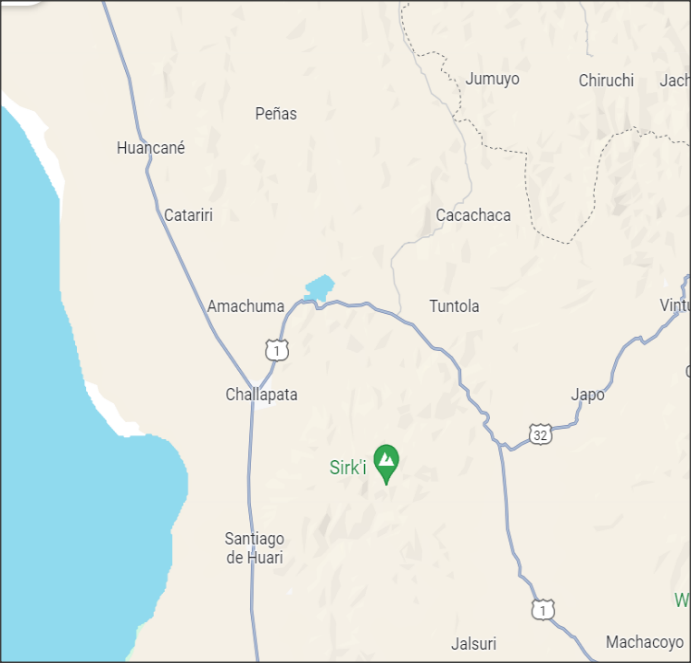 Jumuyo
Chiruchi
Jach
Peñas
Huancané
Catariri
Cacachaca
Amachuma
Tuntola
Vintu
1
Challapata
Japo
32
Sirk'i
Santiago
de Huari
1
W
Jalsuri
Machacoyo